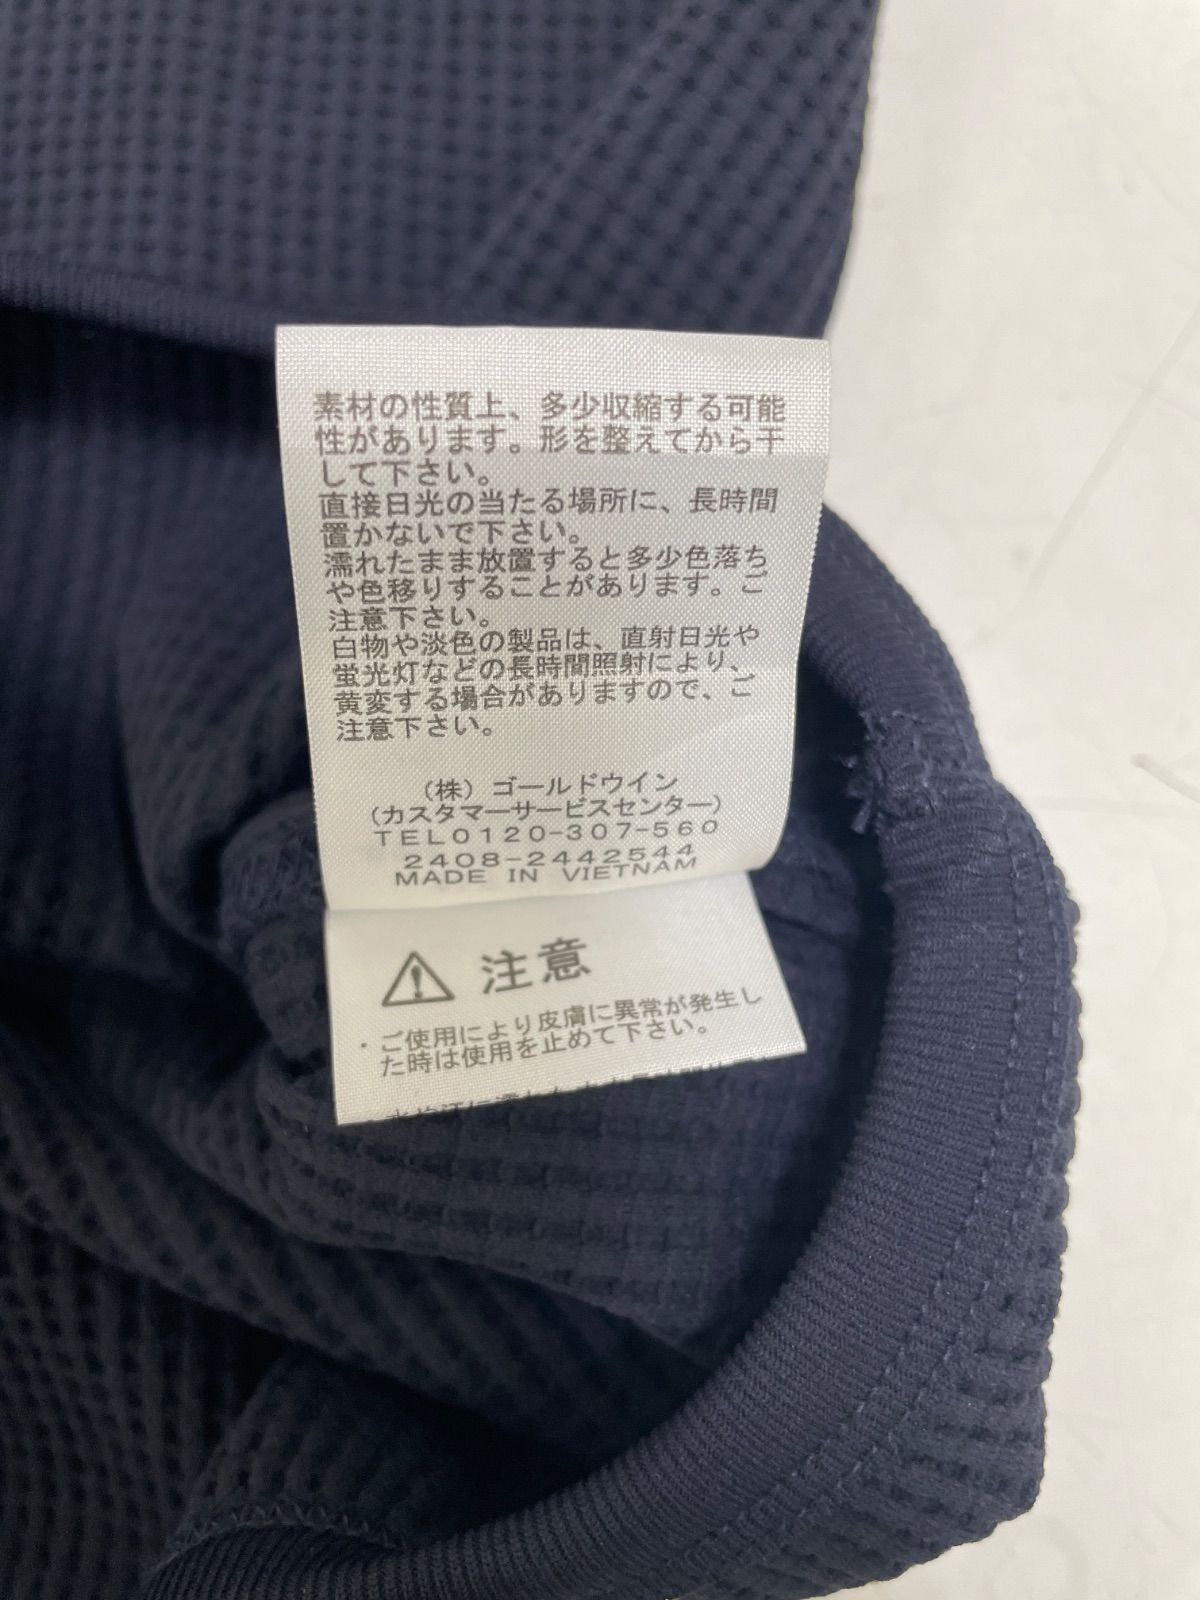 素材の性質上、多少収縮する可能
性があります。形を整えてから干
して下さい。
直接日光の当たる場所に、長時間
置かないで下さい。
濡れたまま放置すると多少色落ち
や色移りすることがあります。ご
注意下さい。
白物や淡色の製品は、直射日光や
蛍光灯などの長時間照射により、
黄変する場合がありますので、ご
注意下さい。
(株) ゴールドウイン
(カスタマーサービスセンター)
TEL0120-307-560
2408-2442544
MADE IN VIETNAM
注意
・ご使用により皮膚に異常が発生し
た時は使用を止めて下さい。